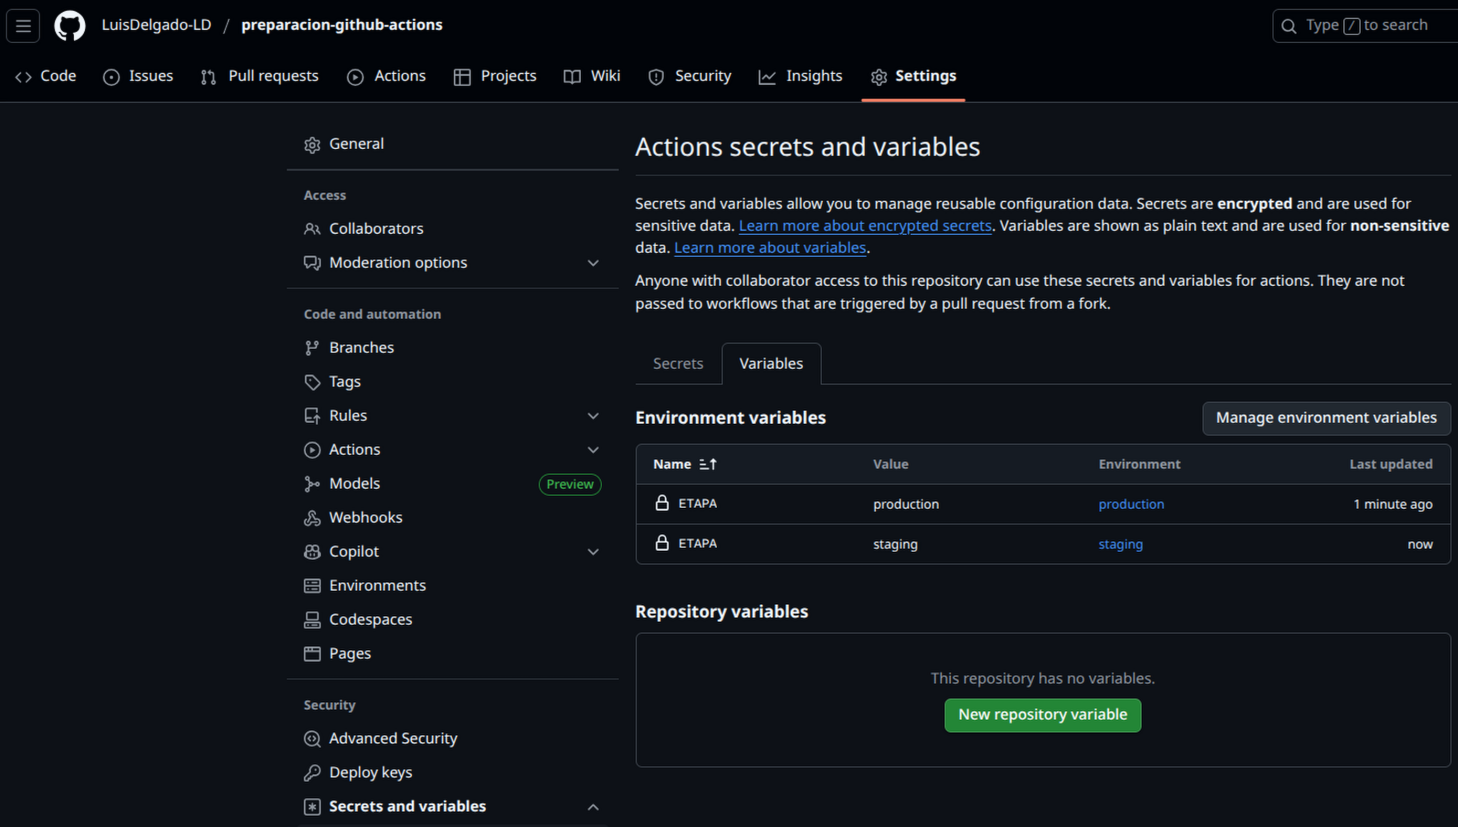 LuisDelgado-LD / preparacion-github-actions
Type / to search
Code Issues Pull requests Actions Projects Wiki Security Insights Settings
General
Access
Collaborators
Moderation options
Code and automation
Branches
Tags
Rules
Actions
Models Preview
Webhooks
Copilot
Environments
Codespaces
Pages
Security
Advanced Security
Deploy keys
Secrets and variables
Actions secrets and variables
Secrets and variables allow you to manage reusable configuration data. Secrets are encrypted and are used for
sensitive data. Learn more about encrypted secrets. Variables are shown as plain text and are used for non-sensitive
data. Learn more about variables.
Anyone with collaborator access to this repository can use these secrets and variables for actions. They are not
passed to workflows that are triggered by a pull request from a fork.
Secrets Variables
Environment variables Manage environment variables
Name Value Environment Last updated
ETAPA production production 1 minute ago
ETAPA staging staging now
Repository variables
This repository has no variables.
New repository variable